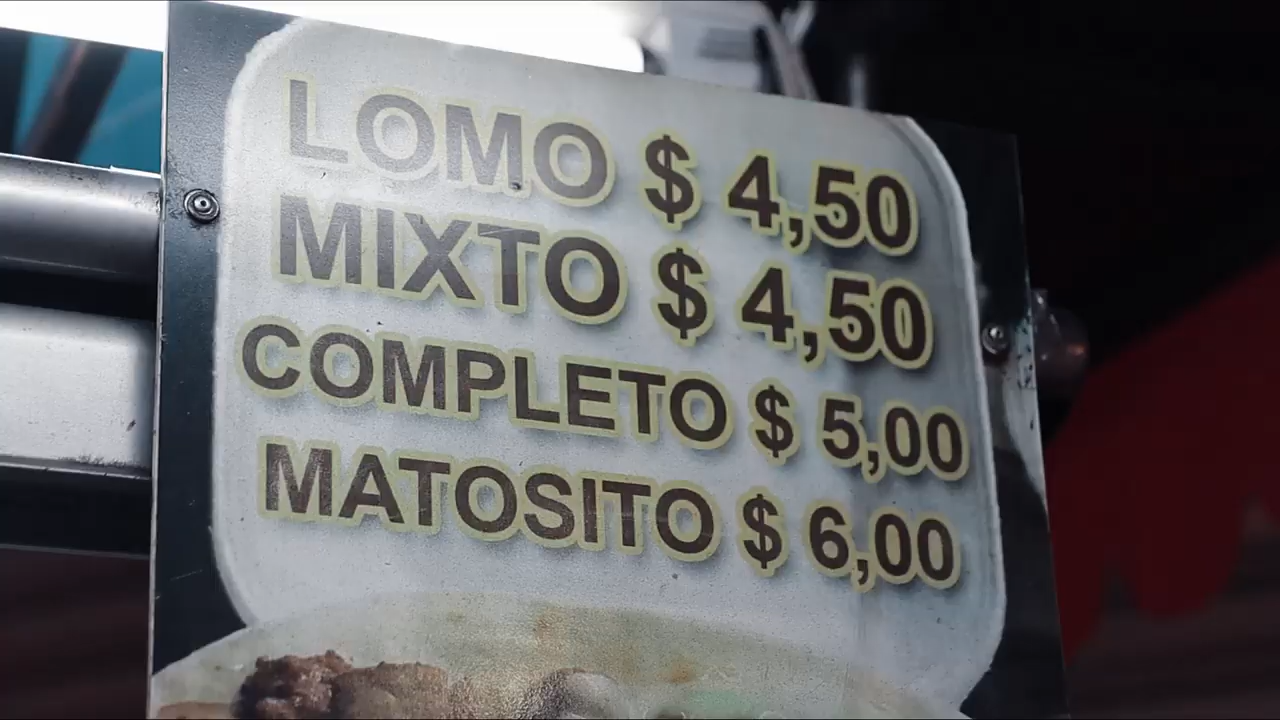 LOMO $ 4,50
MIXTO $ 4,50
COMPLETO $ 5,00
MATOSITO $ 6,00